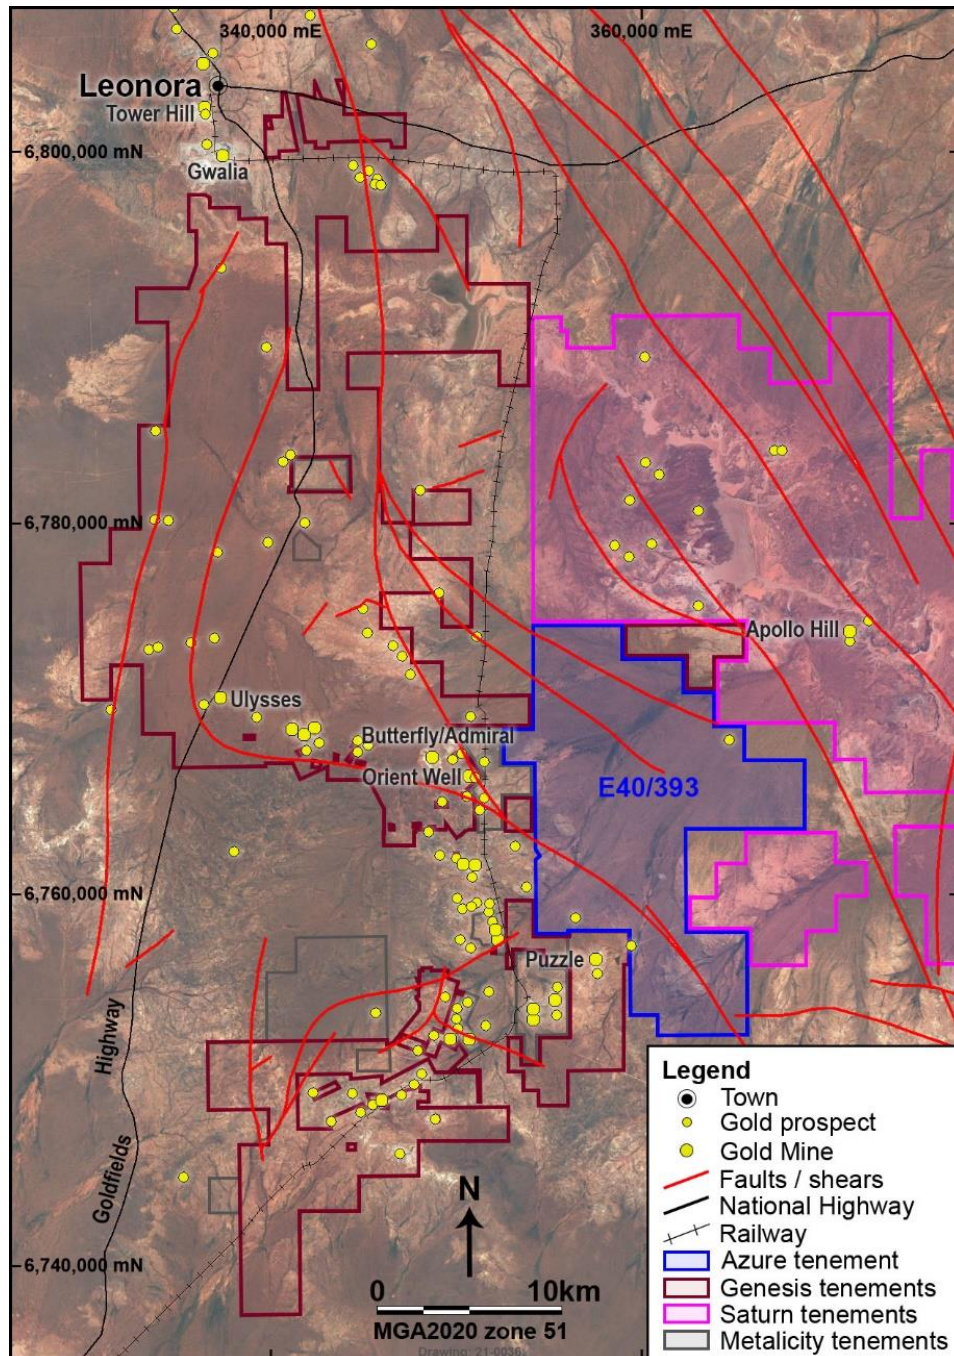 340,000 mE
360,000 mE
Leonora
Tower Hill
6,800,000 mN
Gwalia
6,780,000 mN
Apollo Hill
Ulysses
Butterfly/Admiral
Orient Well
E40/393
6,760,000 mN
Puzzle
Goldfields Highway
6,740,000 mN
N
0 10km
MGA2020 zone 51
Legend
Town
Gold prospect
Gold Mine
Faults / shears
National Highway
Railway
Azure tenement
Genesis tenements
Saturn tenements
Metalicity tenements